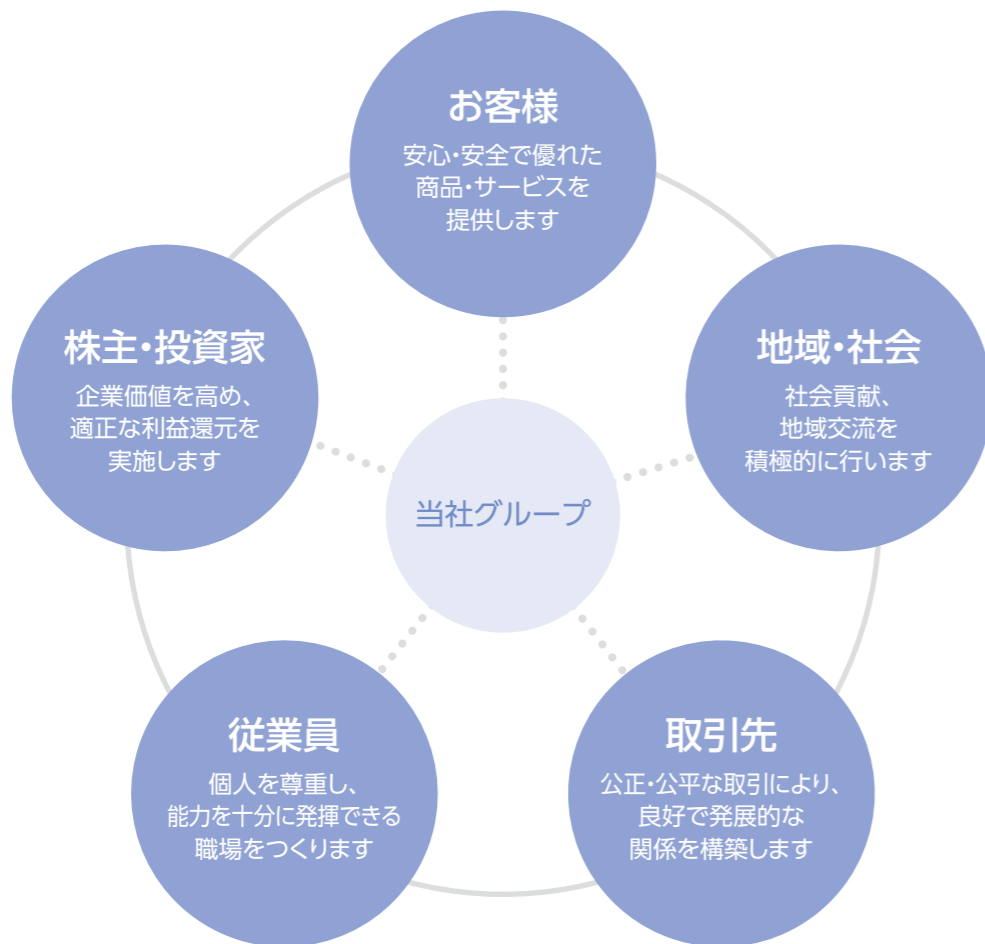 お客様
安心・安全で優れた
商品・サービスを
提供します
株主・投資家
企業価値を高め、
適正な利益還元を
実施します
地域・社会
社会貢献、
地域交流を
積極的に行います
当社グループ
従業員
個人を尊重し、
能力を十分に発揮できる
職場をつくります
取引先
公正・公平な取引により、
良好で発展的な
関係を構築します